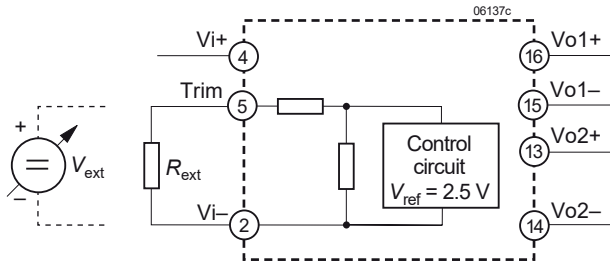 06137c
Vi+
4
16
Vo1+
Trim
5
15
Vo1–
+
Vext
–
Rext
Control
circuit
Vref = 2.5 V
13
Vo2+
Vi–
2
14
Vo2–